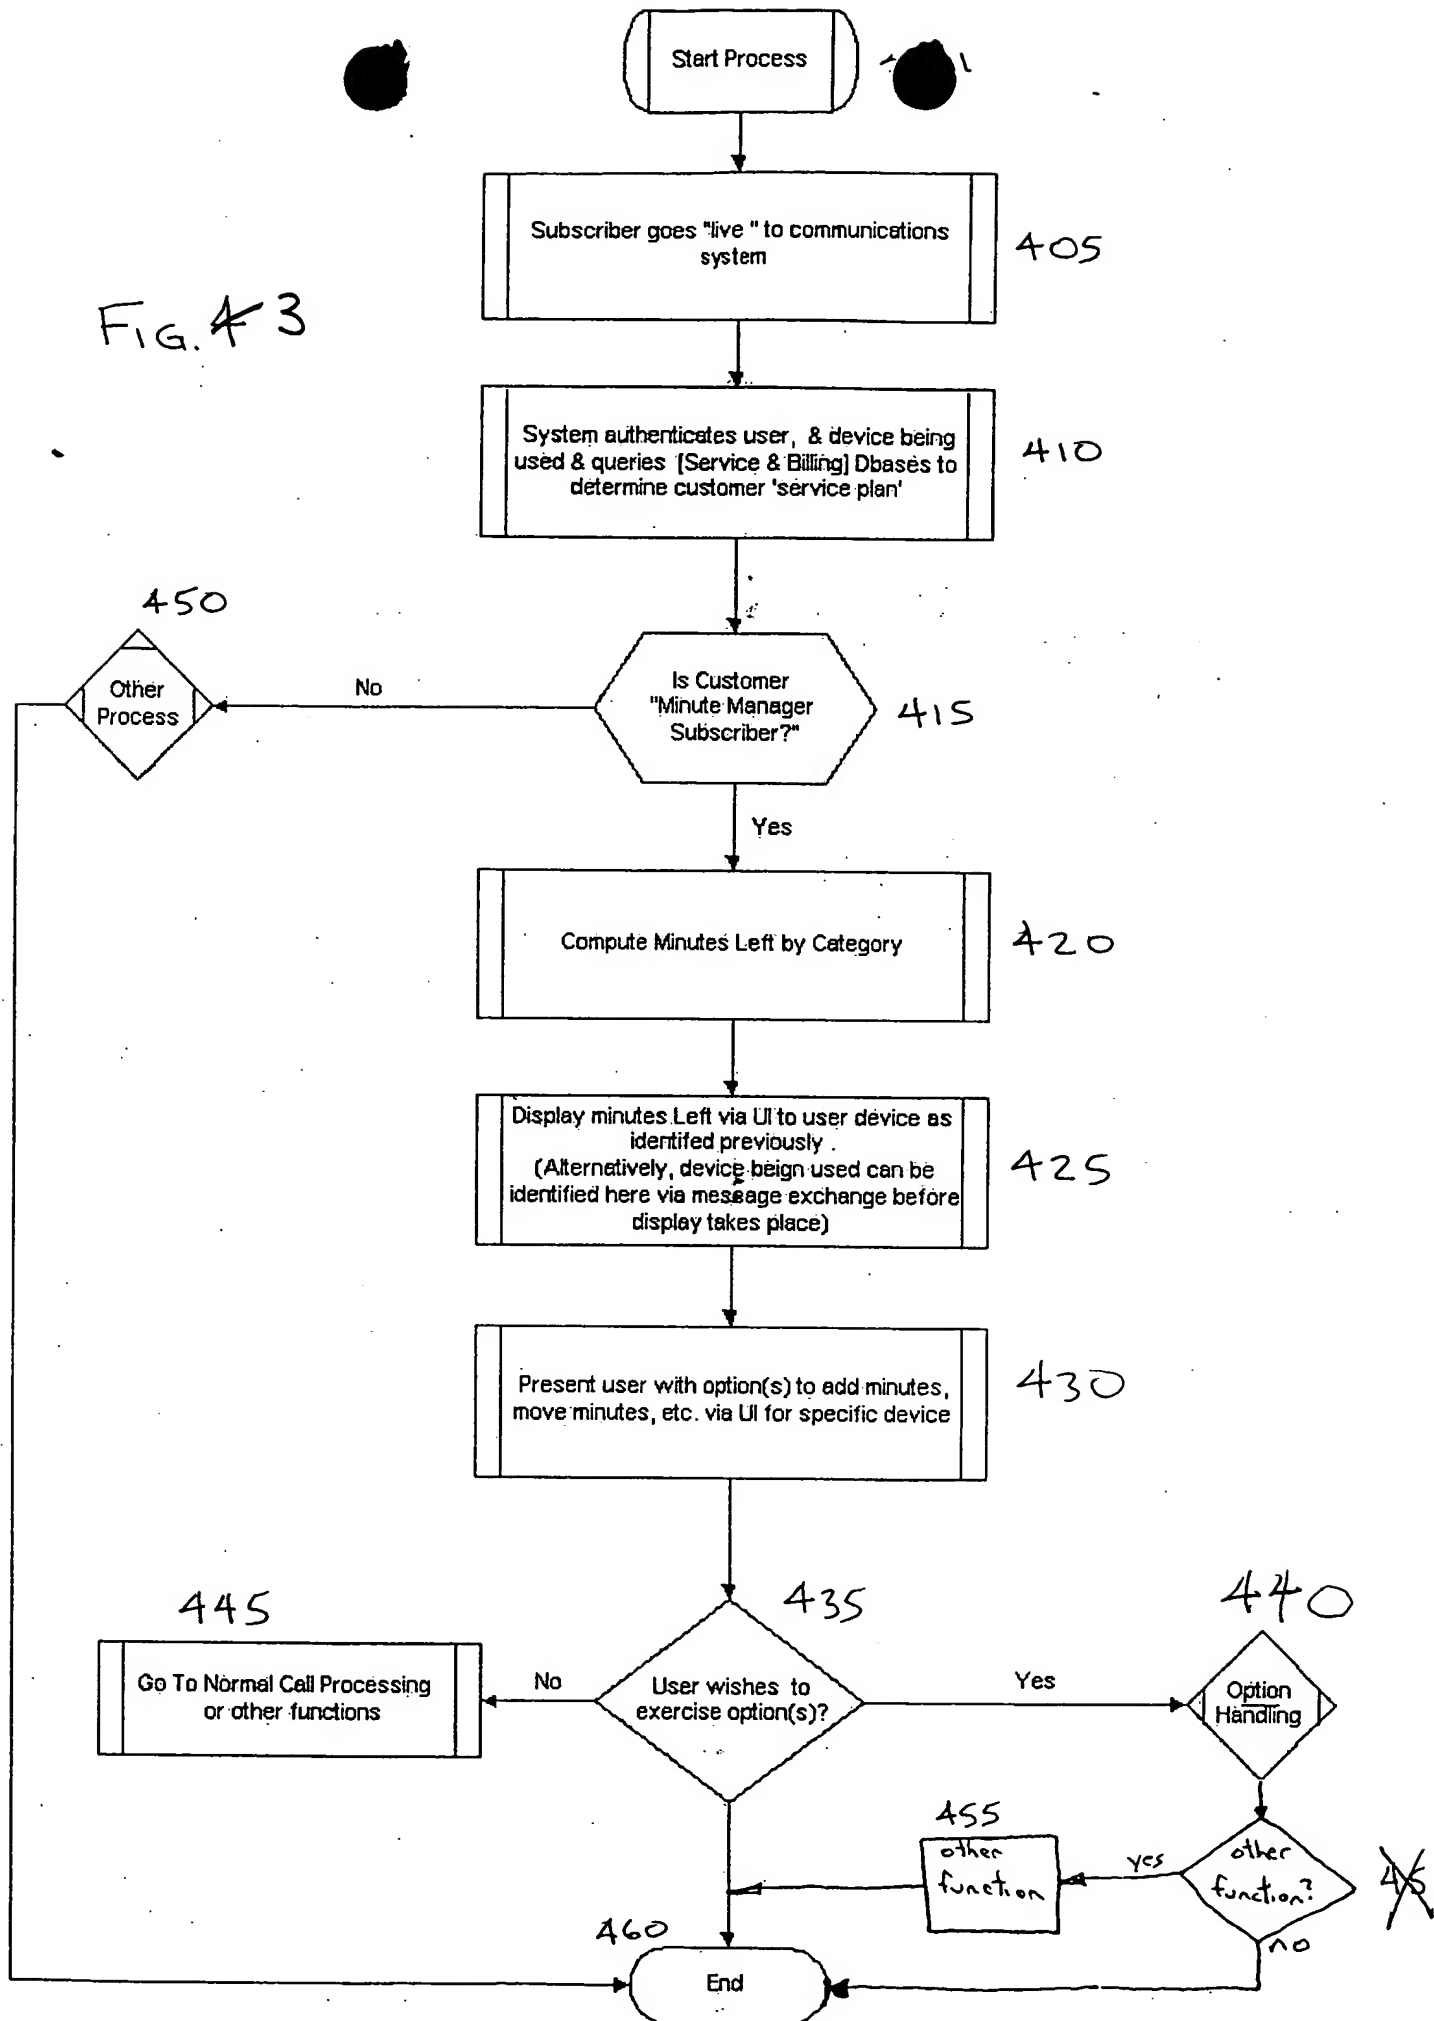 Start Process
Subscriber goes "live " to communications
system
405
FIG. 4 3
System authenticates user, & device being
used & queries [Service & Billing] Dbases to
determine customer 'service plan'
410
450
Other
Process
No
Is Customer
"Minute Manager
Subscriber?"
415
Yes
Compute Minutes Left by Category
420
Display minutes Left via UI to user device as
identifed previously .
(Alternatively, device beign used can be
identified here via message exchange before
display takes place)
425
Present user with option(s) to add minutes,
move minutes, etc. via UI for specific device
430
445
Go To Normal Call Processing
or other functions
No
435
User wishes to
exercise option(s)?
Yes
440
Option
Handling
455
other
function
yes
other
function?
no
460
End